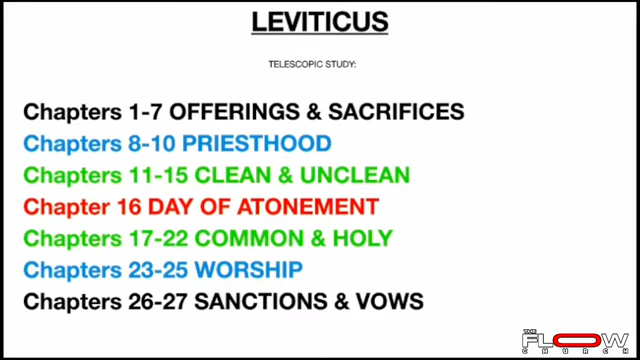 LEVITICUS
TELESCOPIC STUDY:
Chapters 1-7 OFFERINGS & SACRIFICES
Chapters 8-10 PRIESTHOOD
Chapters 11-15 CLEAN & UNCLEAN
Chapter 16 DAY OF ATONEMENT
Chapters 17-22 COMMON & HOLY
Chapters 23-25 WORSHIP
Chapters 26-27 SANCTIONS & VOWS
THE
FLOW
CHURCH